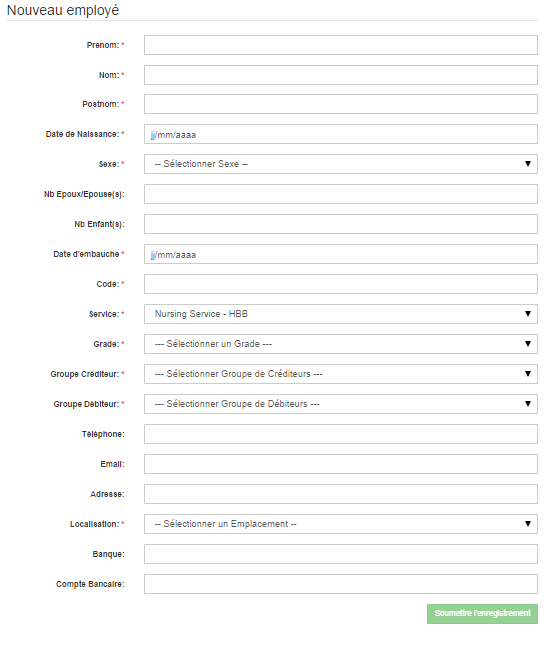 Nouveau employé
Prenom: *
Nom: *
Postnom: *
Date de Naissance: * jj/mm/aaaa
Sexe: * -- Sélectionner Sexe --
Nb Epoux/Epouse(s):
Nb Enfant(s):
Date d'embauche * jj/mm/aaaa
Code: *
Service: * Nursing Service - HBB
Grade: * --- Sélectionner un Grade ---
Groupe Créditeur: * --- Sélectionner Groupe de Créditeurs ---
Groupe Débiteur: * --- Sélectionner Groupe de Débiteurs ---
Téléphone:
Email:
Adresse:
Localisation: * -- Sélectionner un Emplacement --
Banque:
Compte Bancaire:
Soumettre l'enregistrement